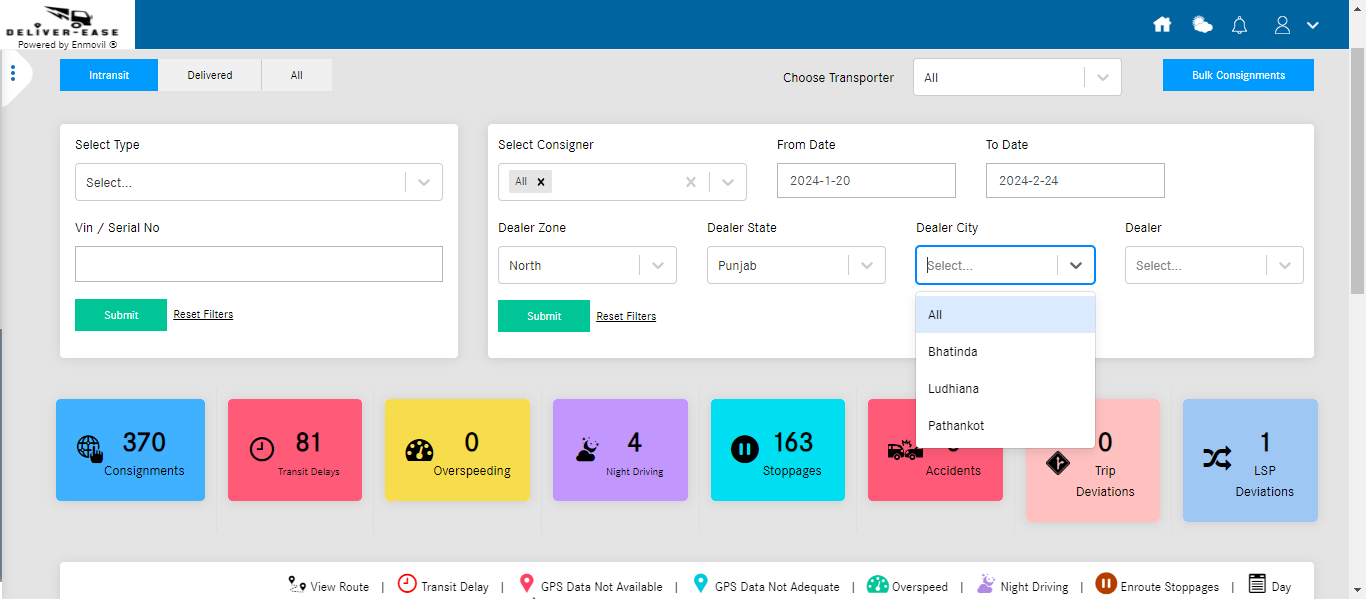 DELIVER-EASE
Powered by Enmovil ®
Intransit
Delivered
All
Choose Transporter
All
Bulk Consignments
Select Type
Select...
Vin / Serial No
Submit
Reset Filters
Select Consigner
From Date
To Date
All
2024-1-20
2024-2-24
Dealer Zone
Dealer State
Dealer City
Dealer
North
Punjab
Select...
Select...
Submit
Reset Filters
All
Bhatinda
Ludhiana
Pathankot
370
Consignments
81
Transit Delays
0
Overspeeding
4
Night Driving
163
Stoppages
Accidents
0
Trip
Deviations
1
LSP
Deviations
View Route | Transit Delay | GPS Data Not Available | GPS Data Not Adequate | Overspeed | Night Driving | Enroute Stoppages | Day